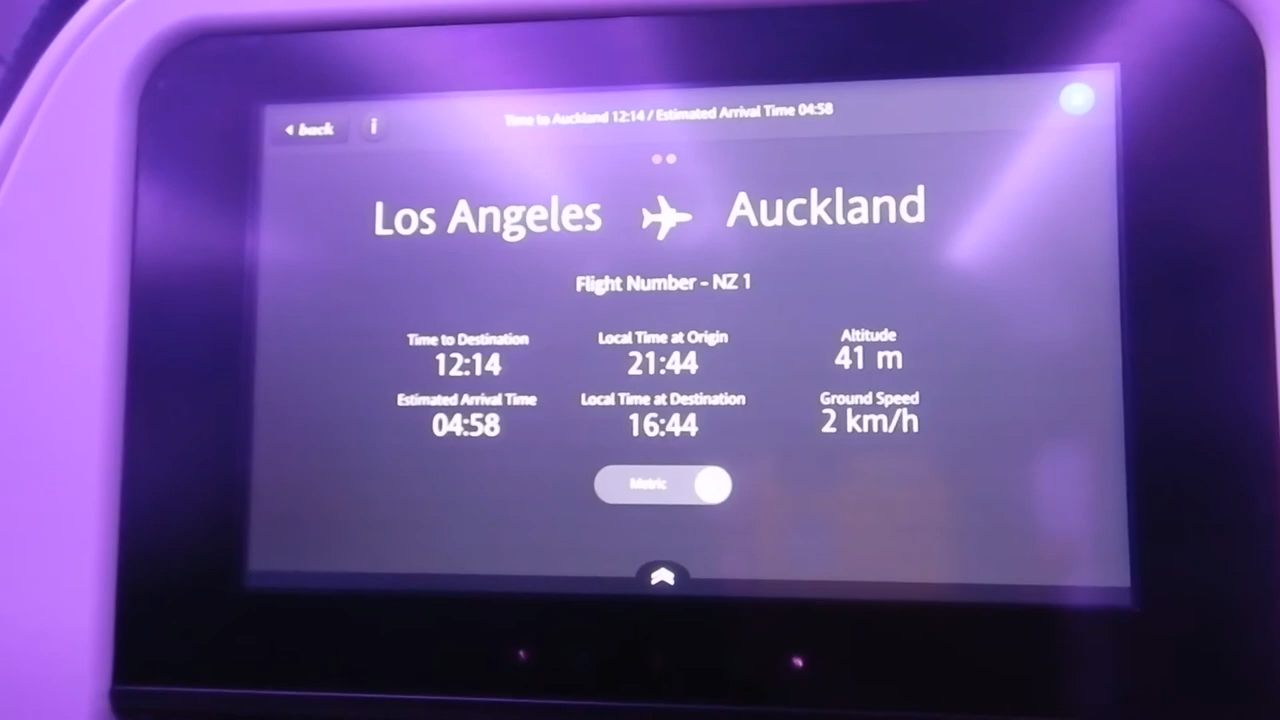 back
i
Time to Auckland 12:14 / Estimated Arrival Time 04:58
Los Angeles Auckland
Flight Number - NZ 1
Time to Destination Local Time at Origin Altitude
12:14 21:44 41 m
Estimated Arrival Time Local Time at Destination Ground Speed
04:58 16:44 2 km/h
Metric